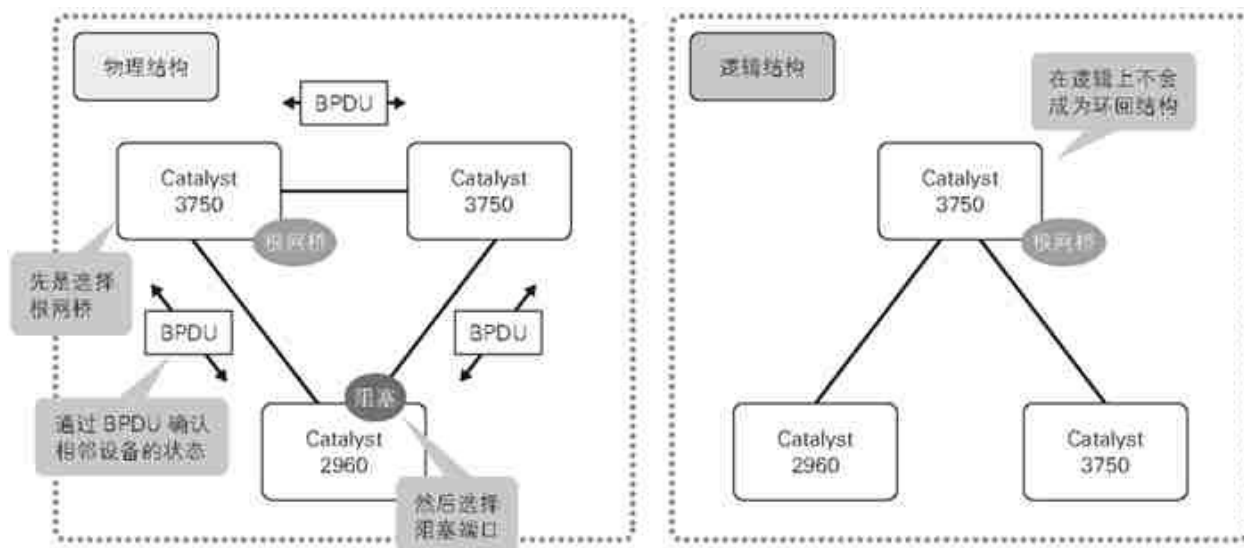 物理结构
BPDU
Catalyst
3750
根网桥
Catalyst
3750
先是选择
根网桥
BPDU
BPDU
通过 BPDU 确认
相邻设备的状态
阻塞
Catalyst
2960
然后选择
阻塞端口
逻辑结构
在逻辑上不会
成为环回结构
Catalyst
3750
根网桥
Catalyst
2960
Catalyst
3750